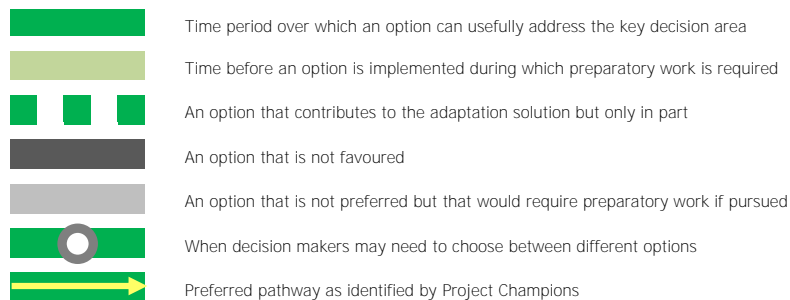 Time period over which an option can usefully address the key decision area
Time before an option is implemented during which preparatory work is required
An option that contributes to the adaptation solution but only in part
An option that is not favoured
An option that is not preferred but that would require preparatory work if pursued
When decision makers may need to choose between different options
Preferred pathway as identified by Project Champions